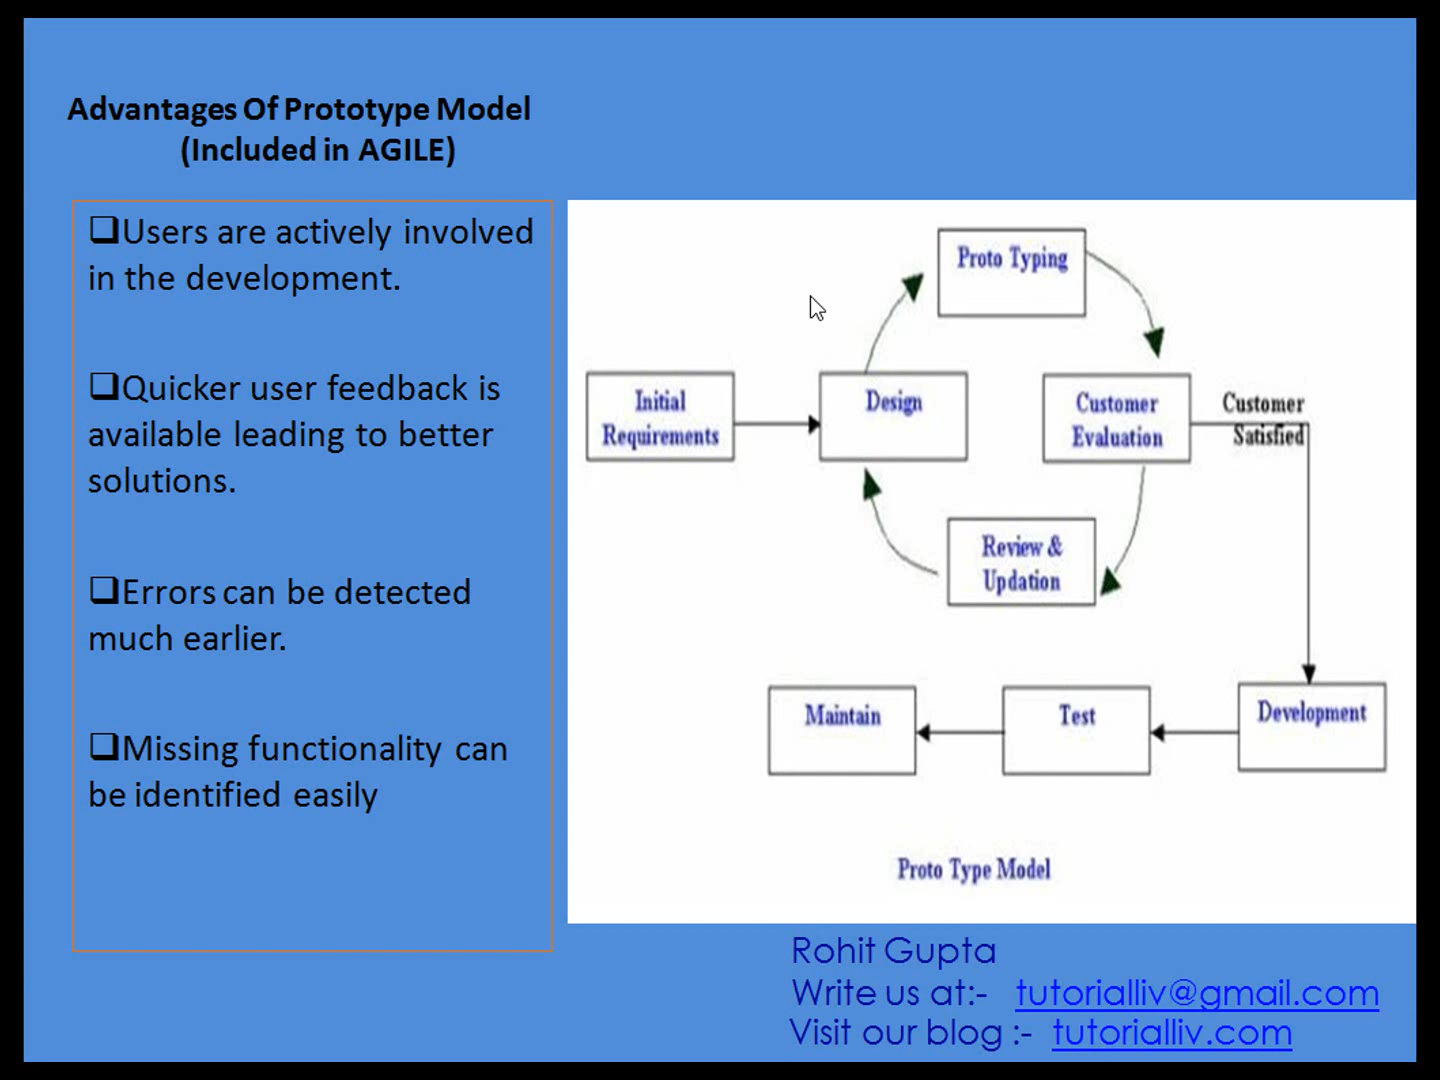 Advantages Of Prototype Model
(Included in AGILE)
❑Users are actively involved
in the development.
❑Quicker user feedback is
available leading to better
solutions.
❑Errors can be detected
much earlier.
❑Missing functionality can
be identified easily
Proto Typing
Initial
Requirements
Design
Customer
Evaluation
Customer
Satisfied
Review &
Updation
Maintain
Test
Development
Proto Type Model
Rohit Gupta
Write us at:- tutorialliv@gmail.com
Visit our blog :- tutorialliv.com